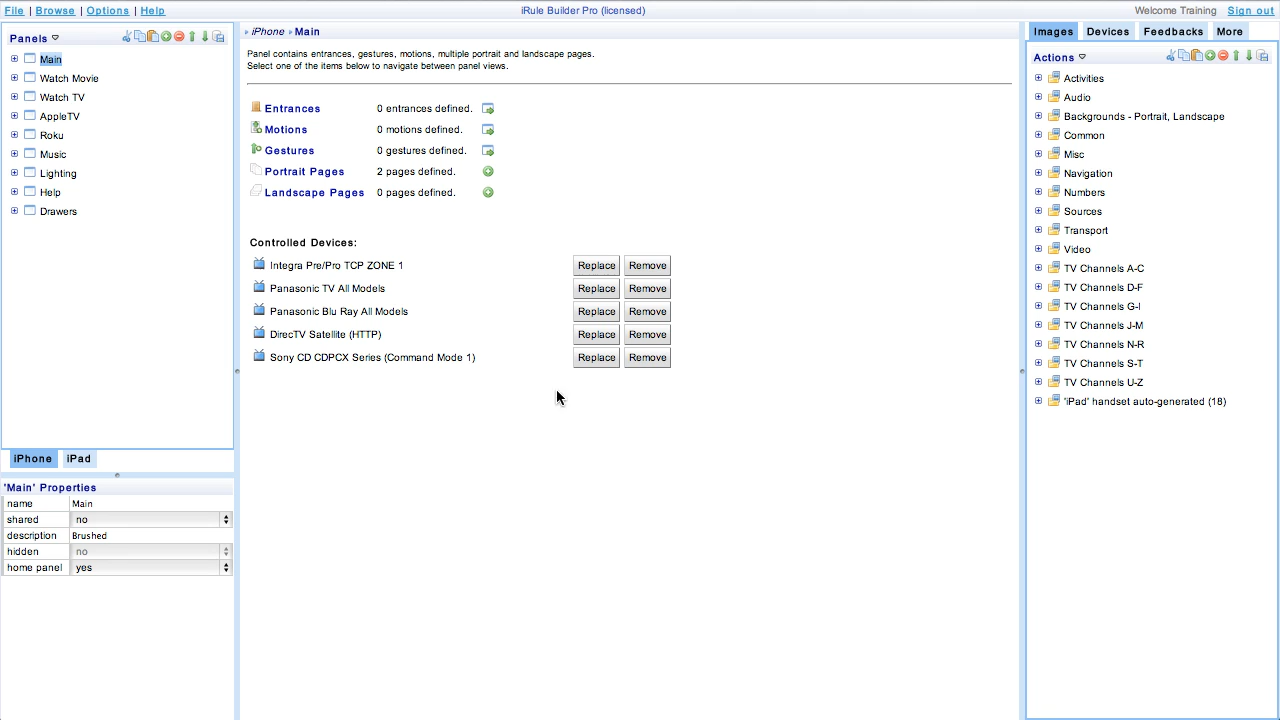 File | Browse | Options | Help
iRule Builder Pro (licensed)
Welcome Training Sign out
Panels
Main
Watch Movie
Watch TV
AppleTV
Roku
Music
Lighting
Help
Drawers
iPhone iPad
'Main' Properties
name Main
shared no
description Brushed
hidden no
home panel yes
iPhone Main
Panel contains entrances, gestures, motions, multiple portrait and landscape pages.
Select one of the items below to navigate between panel views.
Entrances 0 entrances defined.
Motions 0 motions defined.
Gestures 0 gestures defined.
Portrait Pages 2 pages defined.
Landscape Pages 0 pages defined.
Controlled Devices:
Integra Pre/Pro TCP ZONE 1 Replace Remove
Panasonic TV All Models Replace Remove
Panasonic Blu Ray All Models Replace Remove
DirecTV Satellite (HTTP) Replace Remove
Sony CD CDPCX Series (Command Mode 1) Replace Remove
Images Devices Feedbacks More
Actions
Activities
Audio
Backgrounds - Portrait, Landscape
Common
Misc
Navigation
Numbers
Sources
Transport
Video
TV Channels A-C
TV Channels D-F
TV Channels G-I
TV Channels J-M
TV Channels N-R
TV Channels S-T
TV Channels U-Z
'iPad' handset auto-generated (18)